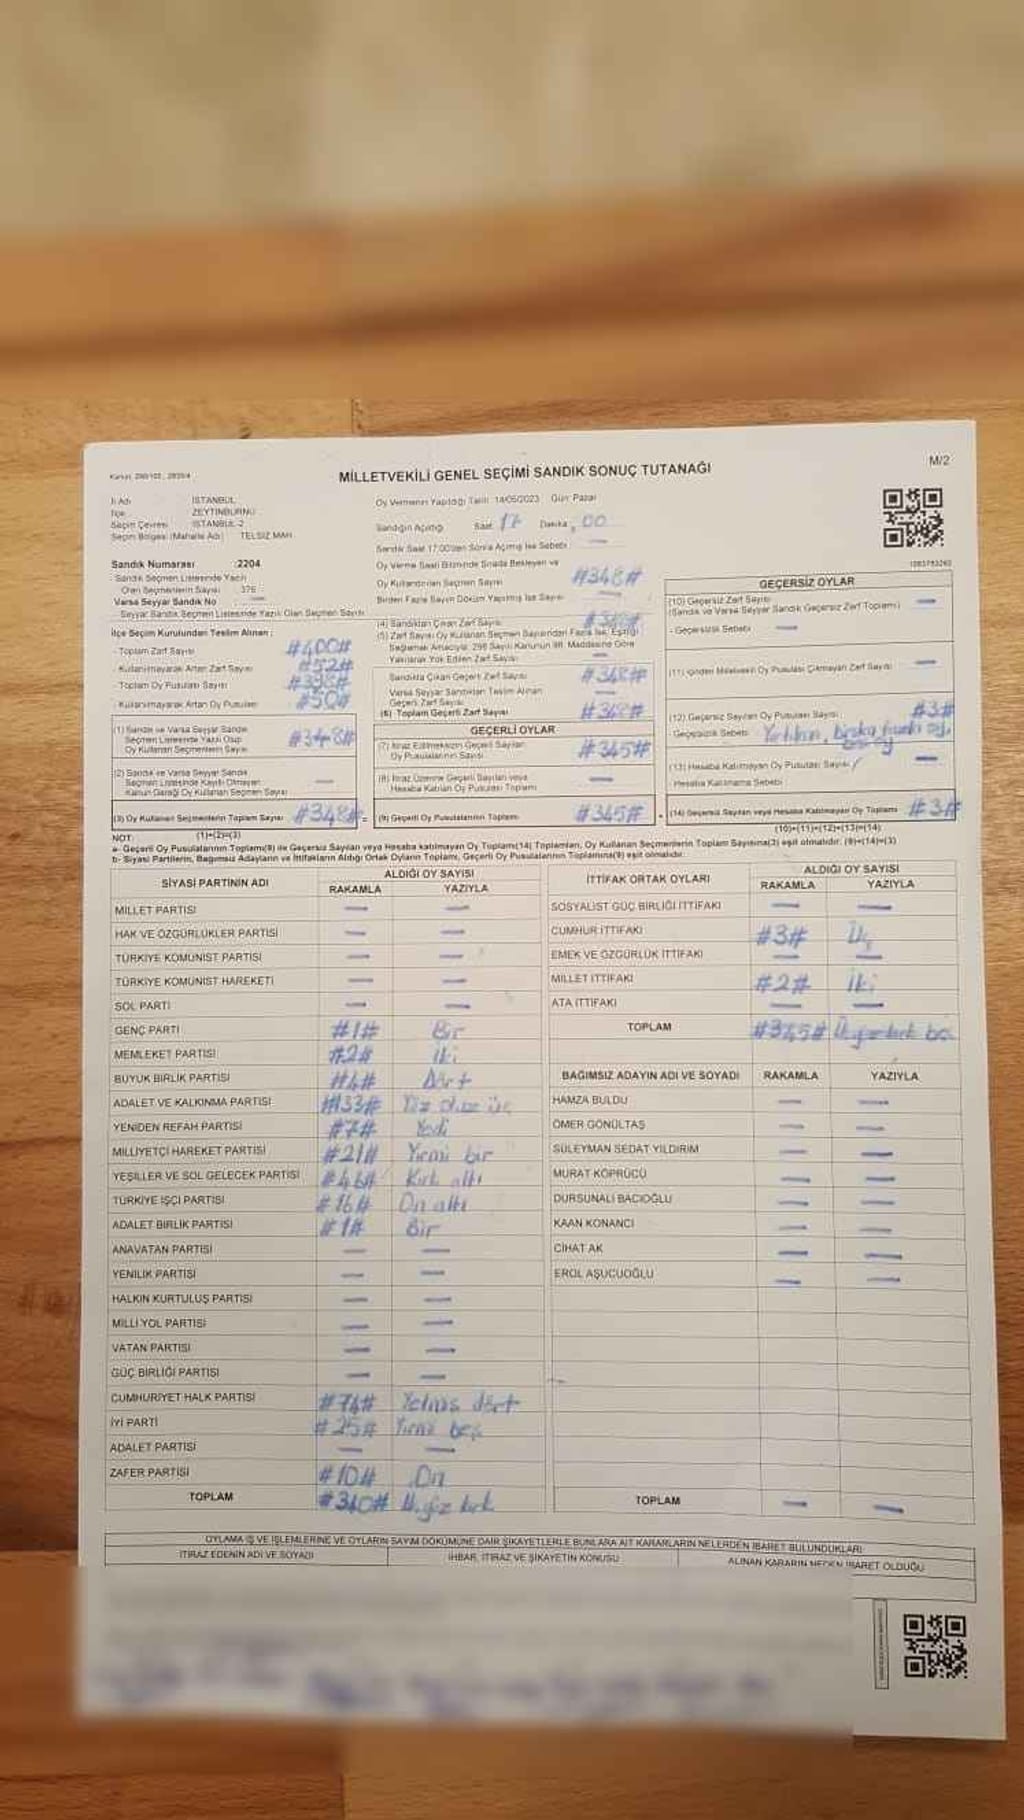 Kanun: 298/105 , 2839/4
MİLLETVEKİLİ GENEL SEÇİMİ SANDIK SONUÇ TUTANAĞI
M/2
İl Adı : İSTANBUL
İlçe : ZEYTİNBURNU
Seçim Çevresi : İSTANBUL-2
Seçim Bölgesi (Mahalle Adı) : TELSİZ MAH.
Sandık Numarası :2204
Sandık Seçmen Listesinde Yazılı
Olan Seçmenlerin Sayısı : 376
Varsa Seyyar Sandık No : —
Seyyar Sandık Seçmen Listesinde Yazılı Olan Seçmen Sayısı
İlçe Seçim Kurulundan Teslim Alınan ;
- Toplam Zarf Sayısı : #400#
- Kullanılmayarak Artan Zarf Sayısı : #52#
- Toplam Oy Pusulası Sayısı : #398#
- Kullanılmayarak Artan Oy Pusulası : #50#
Oy Vermenin Yapıldığı Tarih: 14/05/2023 Gün: Pazar
Sandığın Açıldığı Saat: 17 Dakika: 00
Sandık Saat 17:00'den Sonra Açılmış İse Sebebi : —
Oy Verme Saati Bitiminde Sırada Bekleyen ve
Oy Kullandırılan Seçmen Sayısı : #348#
Birden Fazla Sayım Döküm Yapılmış İse Sayısı : —
(4) Sandıktan Çıkan Zarf Sayısı : #348#
(5) Zarf Sayısı Oy Kullanan Seçmen Sayısından Fazla İse, Eşitliği
Sağlamak Amacıyla; 298 Sayılı Kanunun 98. Maddesine Göre
Yakılarak Yok Edilen Zarf Sayısı : —
Sandıkta Çıkan Geçerli Zarf Sayısı : #348#
Varsa Seyyar Sandıktan Teslim Alınan
Geçerli Zarf Sayısı : —
(6) Toplam Geçerli Zarf Sayısı : #348#
1083783260
GEÇERSİZ OYLAR
(10) Geçersiz Zarf Sayısı : —
(Sandık ve Varsa Seyyar Sandık Geçersiz Zarf Toplamı)
- Geçersizlik Sebebi : —
(11) İçinden Milletvekili Oy Pusulası Çıkmayan Zarf Sayısı : —
(12) Geçersiz Sayılan Oy Pusulası Sayısı : #3#
- Geçersizlik Sebebi : Yırtılan, başka
(13) Hesaba Katılmayan Oy Pusulası Sayısı : —
Hesaba Katılmama Sebebi :
(14) Geçersiz Sayılan veya Hesaba Katılmayan Oy Toplamı : #3#
(10)+(11)+(12)+(13)=(14)
(1) Sandık ve Varsa Seyyar Sandık
Seçmen Listesinde Yazılı Olup
Oy Kullanan Seçmenlerin Sayısı : #348#
(2) Sandık ve Varsa Seyyar Sandık
Seçmen Listesinde Kayıtlı Olmayan
Kanun Gereği Oy Kullanan Seçmenlerin Sayısı : —
(3) Oy Kullanan Seçmenlerin Toplam Sayısı : #348# =
(1)+(2)=(3)
GEÇERLİ OYLAR
(7) İtiraz Edilmeksizin Geçerli Sayılan
Oy Pusulalarının Sayısı : #345#
(8) İtiraz Üzerine Geçerli Sayılan veya
Hesaba Katılan Oy Pusulası Toplamı : —
(9) Geçerli Oy Pusulalarının Toplamı : #345# +
NOT:
a- Geçerli Oy Pusulalarının Toplamı(9) ile Geçersiz Sayılan veya Hesaba katılmayan Oy Toplamı(14) Toplamları, Oy Kullanan Seçmenlerin Toplam Sayısına(3) eşit olmalıdır. (9)+(14)=(3)
b- Siyasi Partilerin, Bağımsız Adayların ve İttifakların Aldığı Ortak Oyların Toplamı, Geçerli Oy Pusulalarının Toplamına(9) eşit olmalıdır.
SİYASİ PARTİNİN ADI ALDIĞI OY SAYISI
RAKAMLA YAZIYLA
MİLLET PARTİSİ — —
HAK VE ÖZGÜRLÜKLER PARTİSİ — —
TÜRKİYE KOMÜNİST PARTİSİ — —
TÜRKİYE KOMÜNİST HAREKETİ — —
SOL PARTİ — —
GENÇ PARTİ #1# Bir
MEMLEKET PARTİSİ #2# İki
BÜYÜK BİRLİK PARTİSİ #4# Dört
ADALET VE KALKINMA PARTİSİ #133# Yüz otuz üç
YENİDEN REFAH PARTİSİ #7# Yedi
MİLLİYETÇİ HAREKET PARTİSİ #21# Yirmi bir
YEŞİLLER VE SOL GELECEK PARTİSİ #46# Kırk altı
TÜRKİYE İŞÇİ PARTİSİ #16# On altı
ADALET BİRLİK PARTİSİ #1# Bir
ANAVATAN PARTİSİ — —
YENİLİK PARTİSİ — —
HALKIN KURTULUŞ PARTİSİ — —
MİLLİ YOL PARTİSİ — —
VATAN PARTİSİ — —
GÜÇ BİRLİĞİ PARTİSİ — —
CUMHURİYET HALK PARTİSİ #74# Yetmiş dört
İYİ PARTİ #25# Yirmi beş
ADALET PARTİSİ — —
ZAFER PARTİSİ #10# On
TOPLAM #340# Üçyüz kırk
İTTİFAK ORTAK OYLARI ALDIĞI OY SAYISI
RAKAMLA YAZIYLA
SOSYALİST GÜÇ BİRLİĞİ İTTİFAKI — —
CUMHUR İTTİFAKI #3# Üç
EMEK VE ÖZGÜRLÜK İTTİFAKI — —
MİLLET İTTİFAKI #2# İki
ATA İTTİFAKI — —
TOPLAM #345# Üçyüzkırk beş
BAĞIMSIZ ADAYIN ADI VE SOYADI RAKAMLA YAZIYLA
HAMZA BULDU — —
ÖMER GÖNÜLTAŞ — —
SÜLEYMAN SEDAT YILDIRIM — —
MURAT KÖPRÜCÜ — —
DURSUNALİ BACIOĞLU — —
KAAN KONANCI — —
CİHAT AK — —
EROL AŞUCUOĞLU — —
TOPLAM — —
OYLAMA İŞ VE İŞLEMLERİNE VE OYLARIN SAYIM DÖKÜMÜNE DAİR ŞİKAYETLERLE BUNLARA AİT KARARLARIN NELERDEN İBARET BULUNDUKLARI
İTİRAZ EDENİN ADI VE SOYADI İHBAR, İTİRAZ VE ŞİKAYETİN KONUSU ALINAN KARARIN NEDEN İBARET OLDUĞU